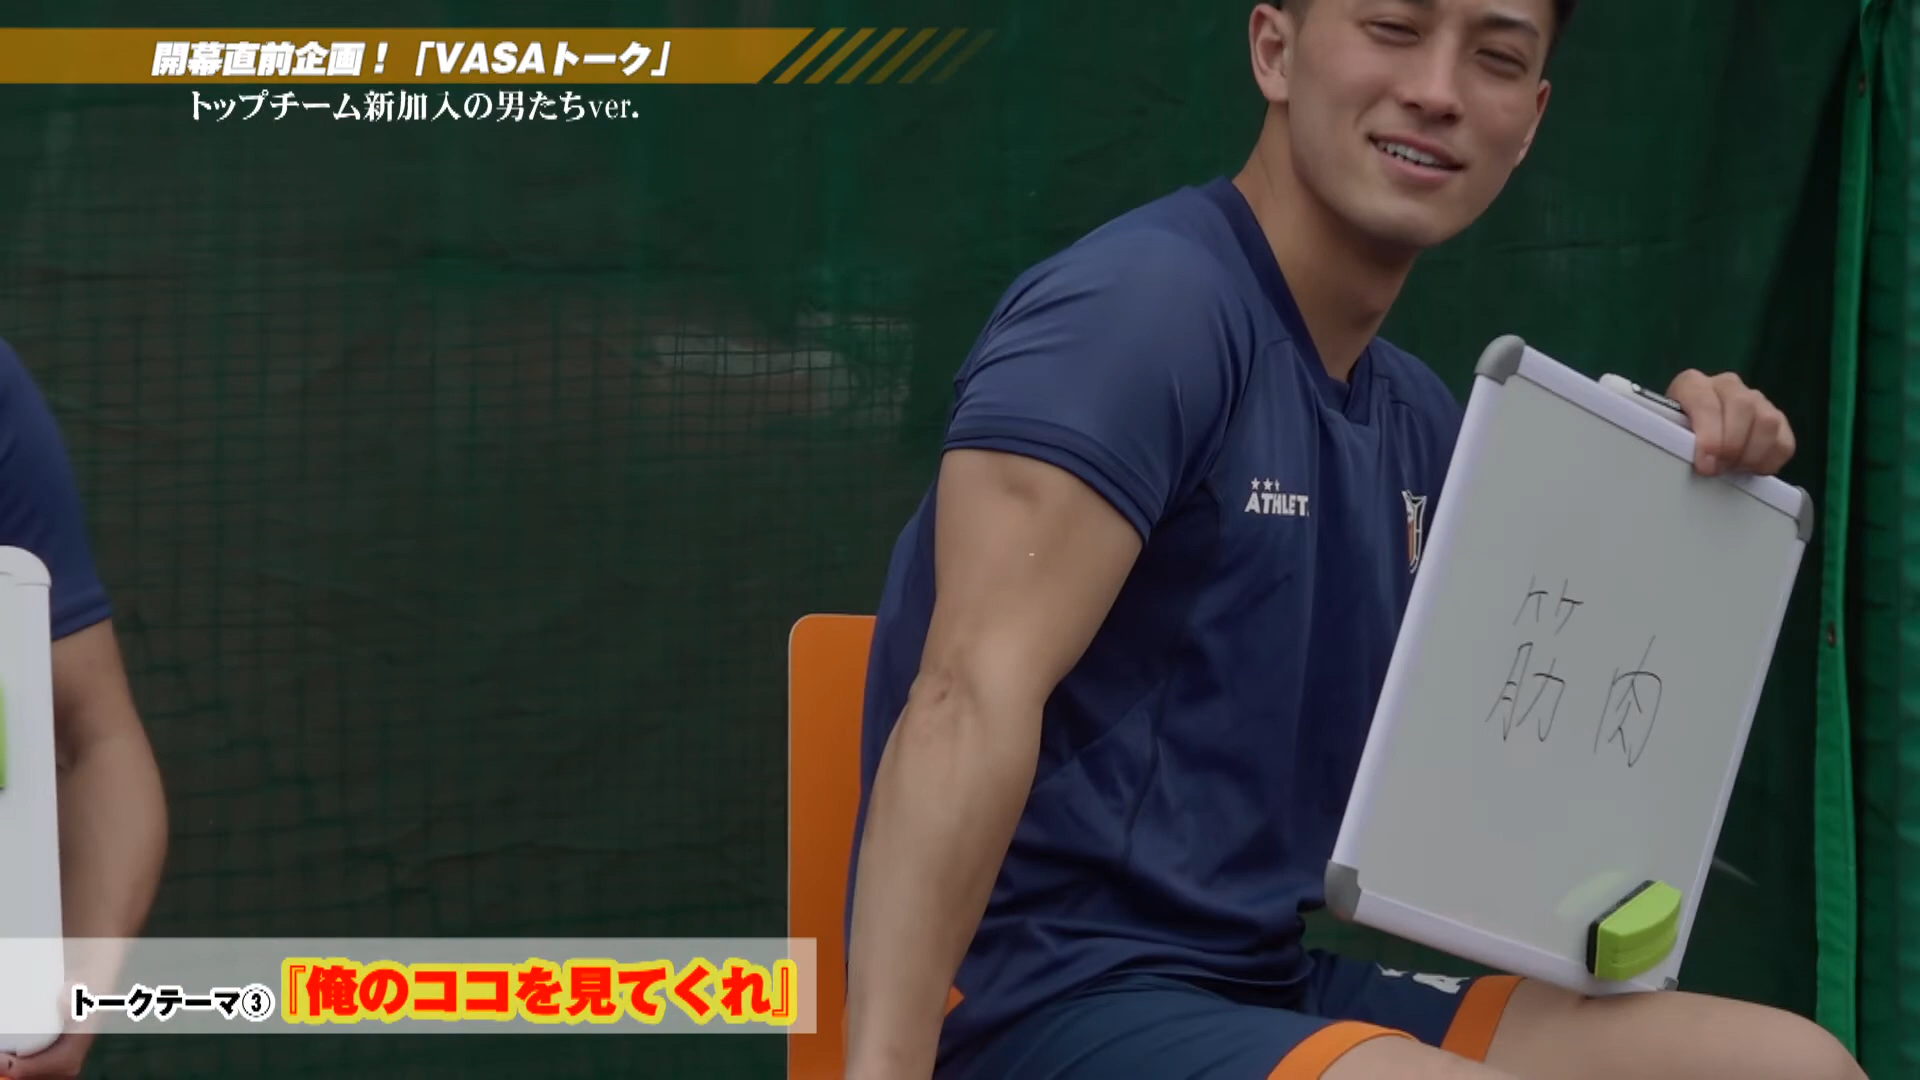 開幕直前企画！「VASAトーク」
トップチーム新加入の男たちver.
ATHLET
筋肉
トークテーマ③『俺のココを見てくれ』